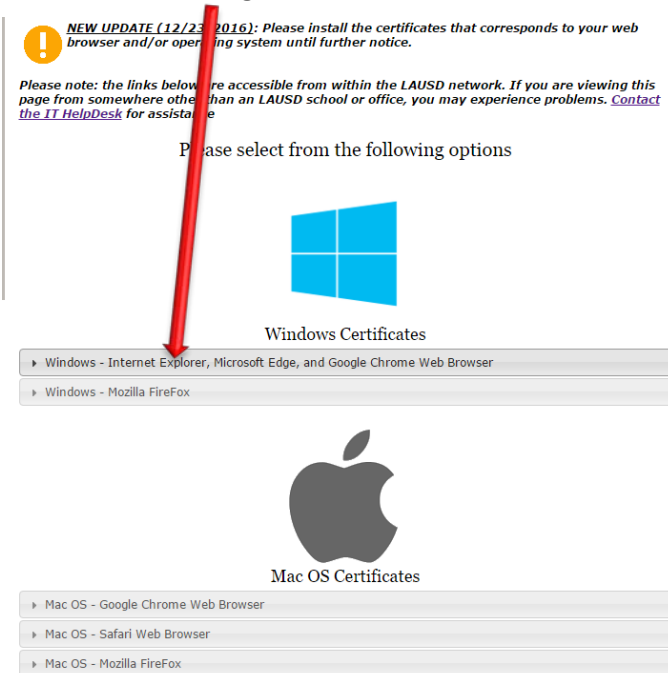 NEW UPDATE (12/23/2016): Please install the certificates that corresponds to your web
browser and/or operating system until further notice.
Please note: the links below are accessible from within the LAUSD network. If you are viewing this
page from somewhere other than an LAUSD school or office, you may experience problems. Contact
the IT HelpDesk for assistance
Please select from the following options
Windows Certificates
Windows - Internet Explorer, Microsoft Edge, and Google Chrome Web Browser
Windows - Mozilla FireFox
Mac OS Certificates
Mac OS - Google Chrome Web Browser
Mac OS - Safari Web Browser
Mac OS - Mozilla FireFox